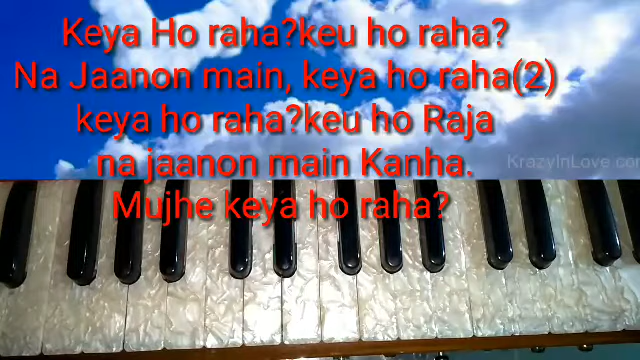 Keya Ho raha?keu ho raha?
Na Jaanon main, keya ho raha(2)
keya ho raha?keu ho Raja
na jaanon main Kanha.
KrazyInLove.com
Mujhe keya ho raha?